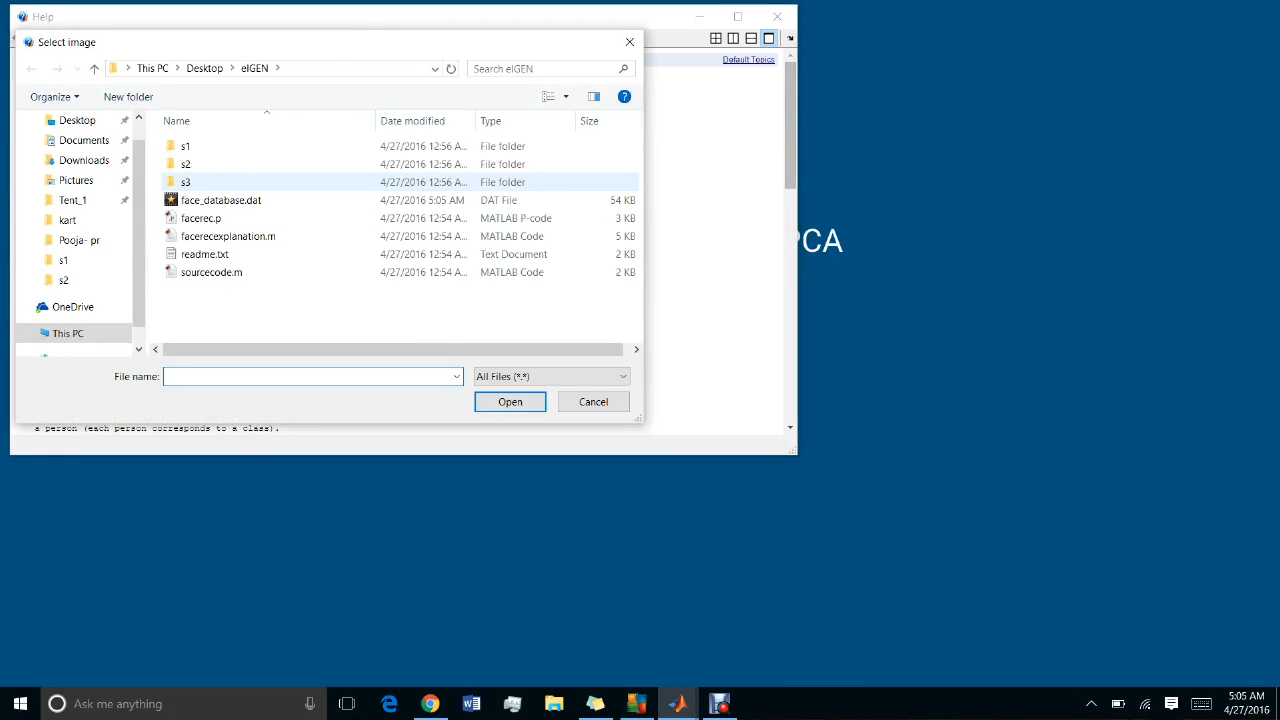 Help
Select image
This PC > Desktop > eIGEN >
Search eIGEN
Default Topics
Organize
New folder
Name
Date modified
Type
Size
Desktop
Documents
Downloads
Pictures
Tent_1
kart
Pooja- pr
s1
s2
OneDrive
This PC
s1 4/27/2016 12:56 A... File folder
s2 4/27/2016 12:56 A... File folder
s3 4/27/2016 12:56 A... File folder
face_database.dat 4/27/2016 5:05 AM DAT File 54 KB
facerec.p 4/27/2016 12:54 A... MATLAB P-code 3 KB
facerecexplanation.m 4/27/2016 12:54 A... MATLAB Code 5 KB
readme.txt 4/27/2016 12:54 A... Text Document 2 KB
sourcecode.m 4/27/2016 12:54 A... MATLAB Code 2 KB
PCA
File name:
All Files (*.*)
Open
Cancel
a person (each person corresponds to a class).
Ask me anything
5:05 AM
4/27/2016